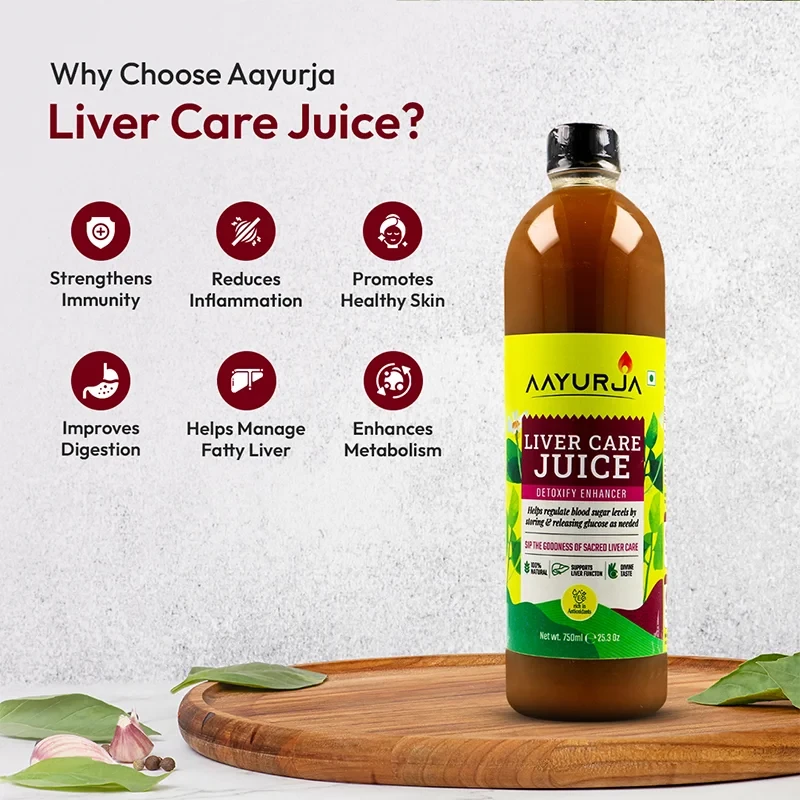 Why Choose Aayurja
Liver Care Juice?
Strengthens
Immunity
Reduces
Inflammation
Promotes
Healthy Skin
Improves
Digestion
Helps Manage
Fatty Liver
Enhances
Metabolism
AAYURJA
LIVER CARE
JUICE
DETOXIFY ENHANCER
Helps regulate blood sugar levels by
storing & releasing glucose as needed
SIP THE GOODNESS OF SACRED LIVER CARE
100%
NATURAL
SUPPORTS
LIVER FUNCTON
DIVINE
TASTE
rich in
Antioxidants
Net wt. 750ml ℮ 25.3 Oz